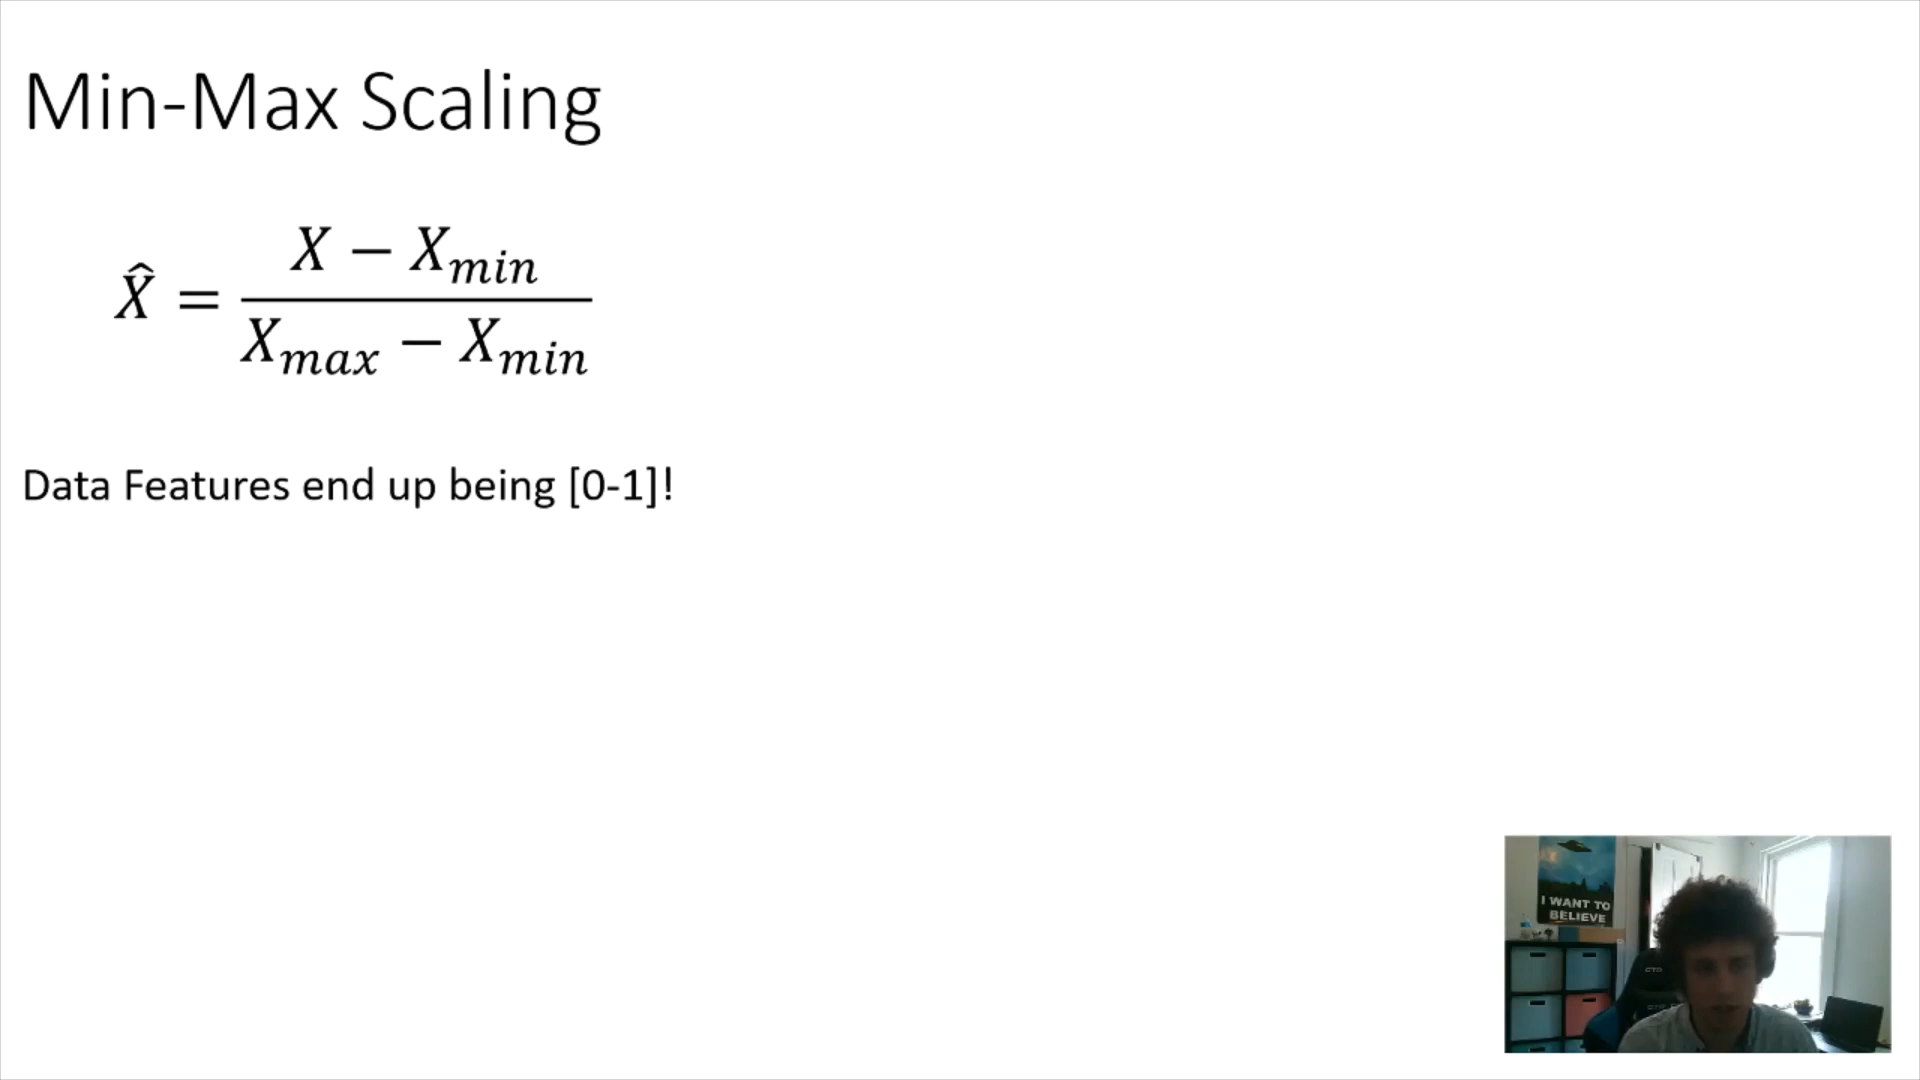 Min-Max Scaling
X̂ = (X − X_min) / (X_max − X_min)
Data Features end up being [0-1]!
I WANT TO
BELIEVE